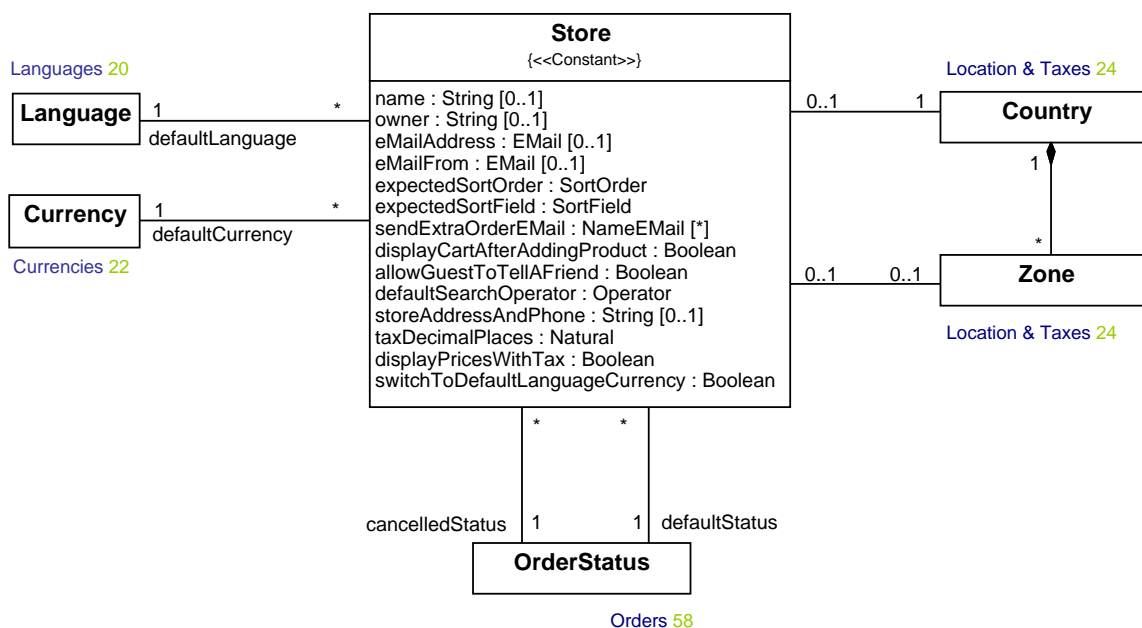 Store
{<<Constant>>}
name : String [0..1]
owner : String [0..1]
eMailAddress : EMail [0..1]
eMailFrom : EMail [0..1]
expectedSortOrder : SortOrder
expectedSortField : SortField
sendExtraOrderEMail : NameEMail [*]
displayCartAfterAddingProduct : Boolean
allowGuestToTellAFriend : Boolean
defaultSearchOperator : Operator
storeAddressAndPhone : String [0..1]
taxDecimalPlaces : Natural
displayPricesWithTax : Boolean
switchToDefaultLanguageCurrency : Boolean
Languages 20
Language
1 *
defaultLanguage
Currency
1 *
defaultCurrency
Currencies 22
Location & Taxes 24
0..1 1
Country
1
*
0..1 0..1
Zone
Location & Taxes 24
* *
cancelledStatus 1 1 defaultStatus
OrderStatus
Orders 58